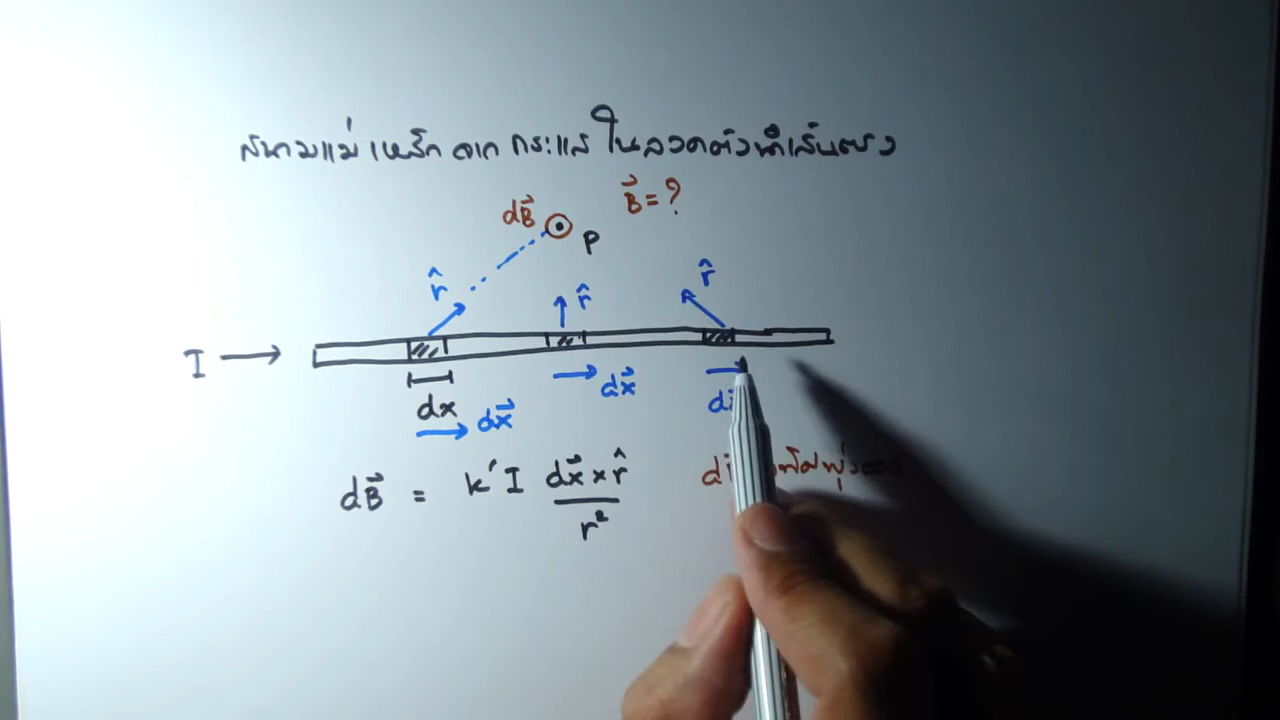 สนามแม่เหล็ก จาก กระแส ในลวดตัวนำเส้นตรง
dB⃗ B⃗ = ?
P
r̂ r̂ r̂
I
dx dx⃗ dx⃗
dB⃗ = k′I (dx⃗ × r̂)/r²